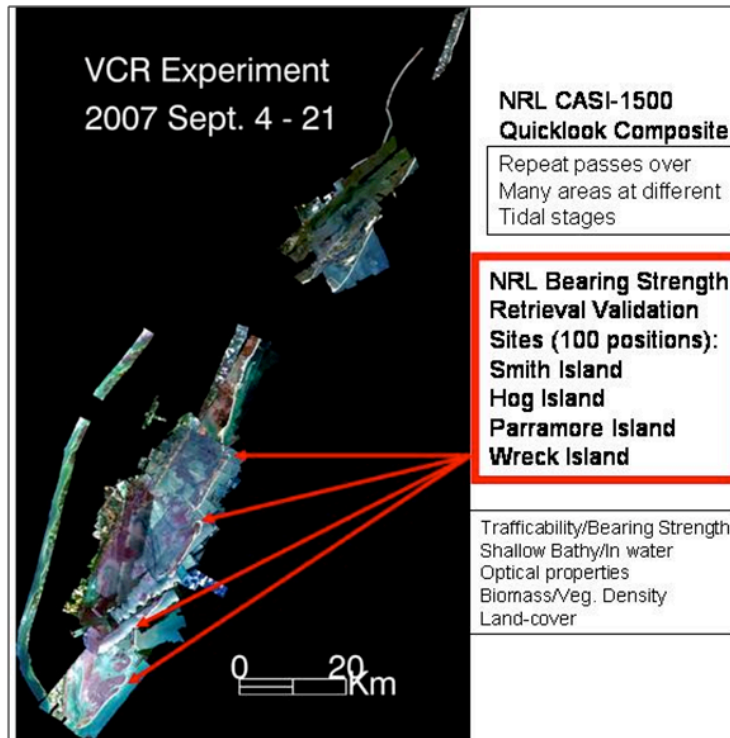 VCR Experiment
2007 Sept. 4 - 21
NRL CASI-1500
Quicklook Composite
Repeat passes over
Many areas at different
Tidal stages
NRL Bearing Strength
Retrieval Validation
Sites (100 positions):
Smith Island
Hog Island
Parramore Island
Wreck Island
Trafficability/Bearing Strength
Shallow Bathy/In water
Optical properties
Biomass/Veg. Density
Land-cover
0 20
Km